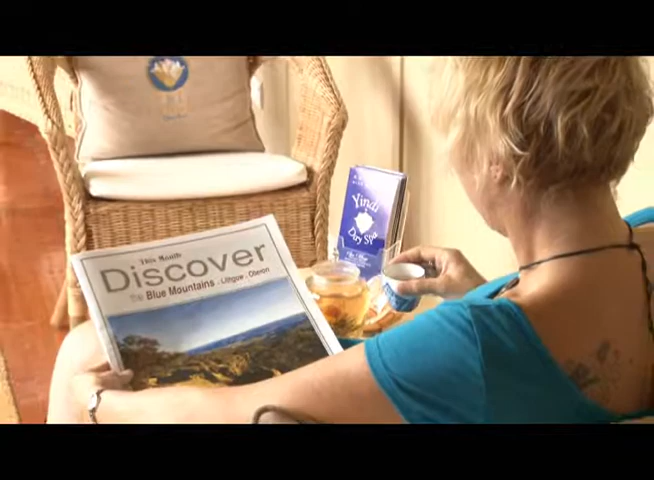 This Month
DISCOVER
the Blue Mountains . Lithgow . Oberon
Yindi
Day Spa